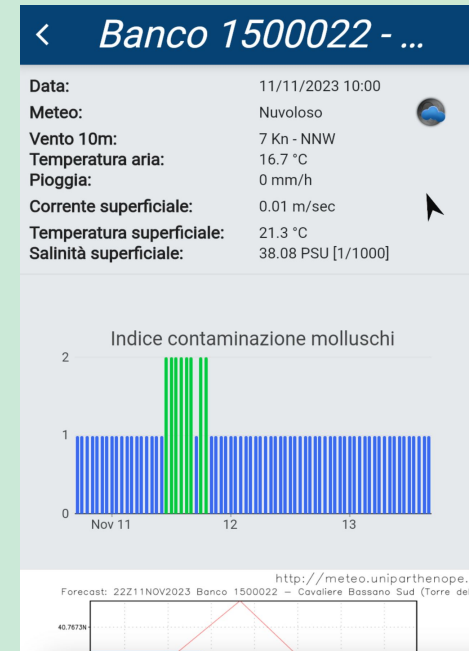 Banco 1500022 - ...
Data: 11/11/2023 10:00
Meteo: Nuvoloso
Vento 10m: 7 Kn - NNW
Temperatura aria: 16.7 °C
Pioggia: 0 mm/h
Corrente superficiale: 0.01 m/sec
Temperatura superficiale: 21.3 °C
Salinità superficiale: 38.08 PSU [1/1000]
Indice contaminazione molluschi
2
1
0
Nov 11 12 13
http://meteo.uniparthenope.
Forecast: 22Z11NOV2023 Banco 1500022 – Cavaliere Bassano Sud (Torre del
40.7673N